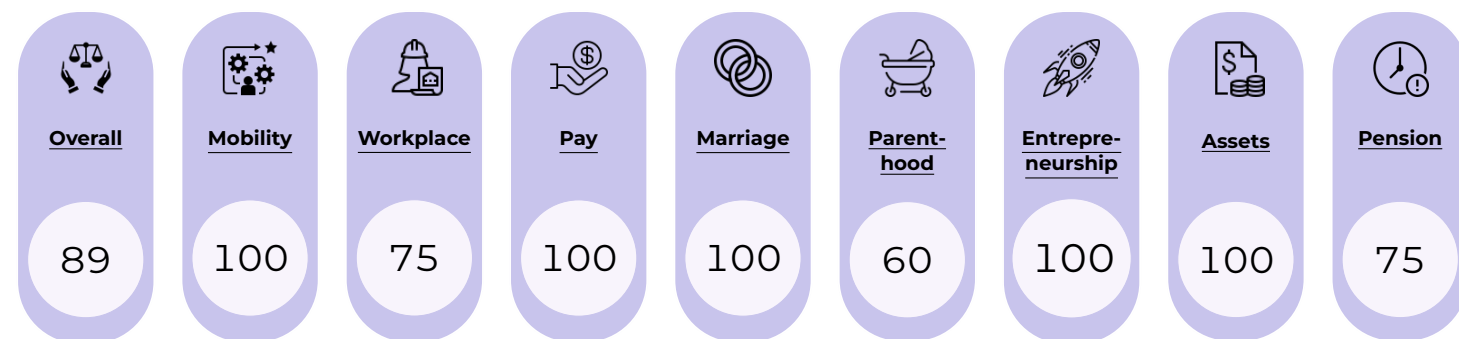 Overall
89
Mobility
100
Workplace
75
$
Pay
100
Marriage
100
Parent-
hood
60
Entrepre-
neurship
100
$
Assets
100
!
Pension
75